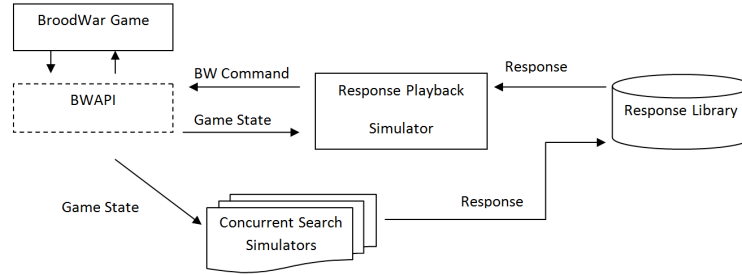 BroodWar Game
BW Command
Response
BWAPI
Response Playback
Simulator
Response Library
Game State
Game State
Concurrent Search
Simulators
Response